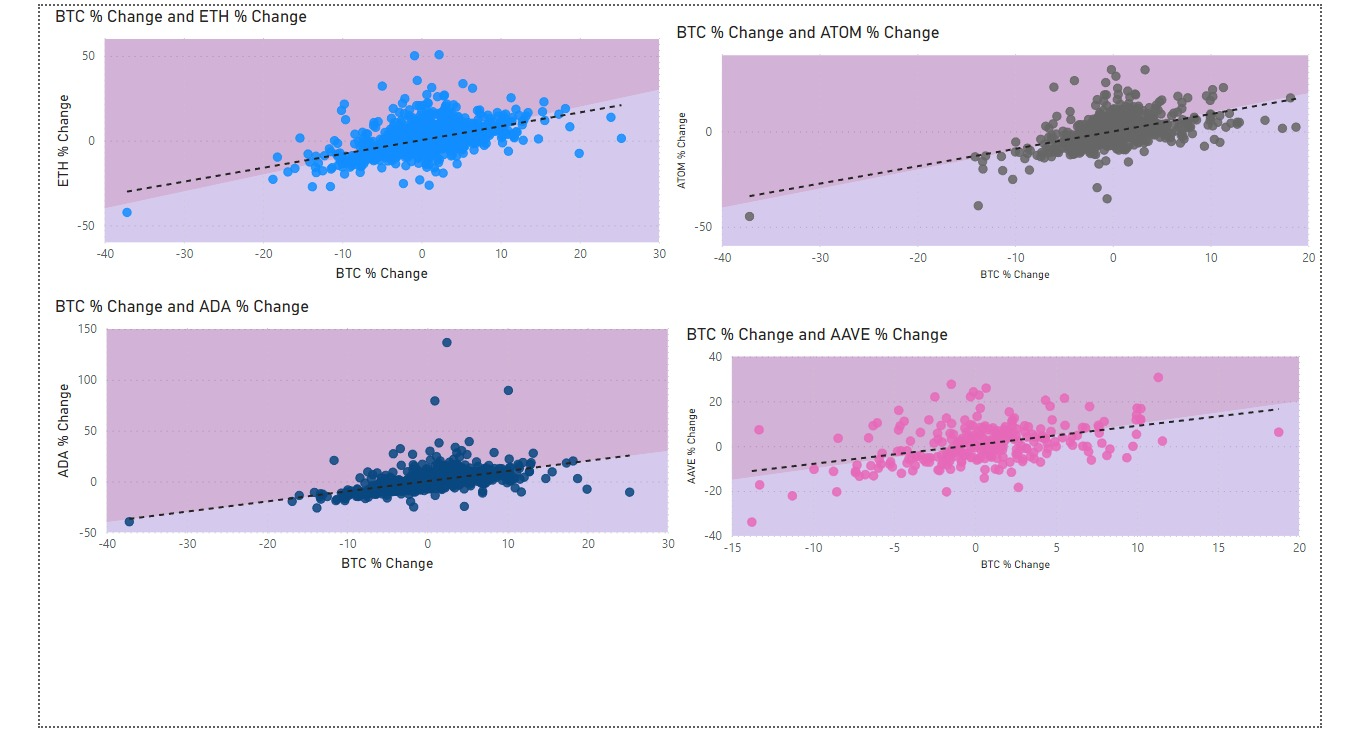 BTC % Change and ETH % Change
50
0
-50
ETH % Change
-40 -30 -20 -10 0 10 20 30
BTC % Change
BTC % Change and ATOM % Change
0
-50
ATOM % Change
-40 -30 -20 -10 0 10 20
BTC % Change
BTC % Change and ADA % Change
150
100
50
0
-50
ADA % Change
-40 -30 -20 -10 0 10 20 30
BTC % Change
BTC % Change and AAVE % Change
40
20
0
-20
-40
AAVE % Change
-15 -10 -5 0 5 10 15 20
BTC % Change